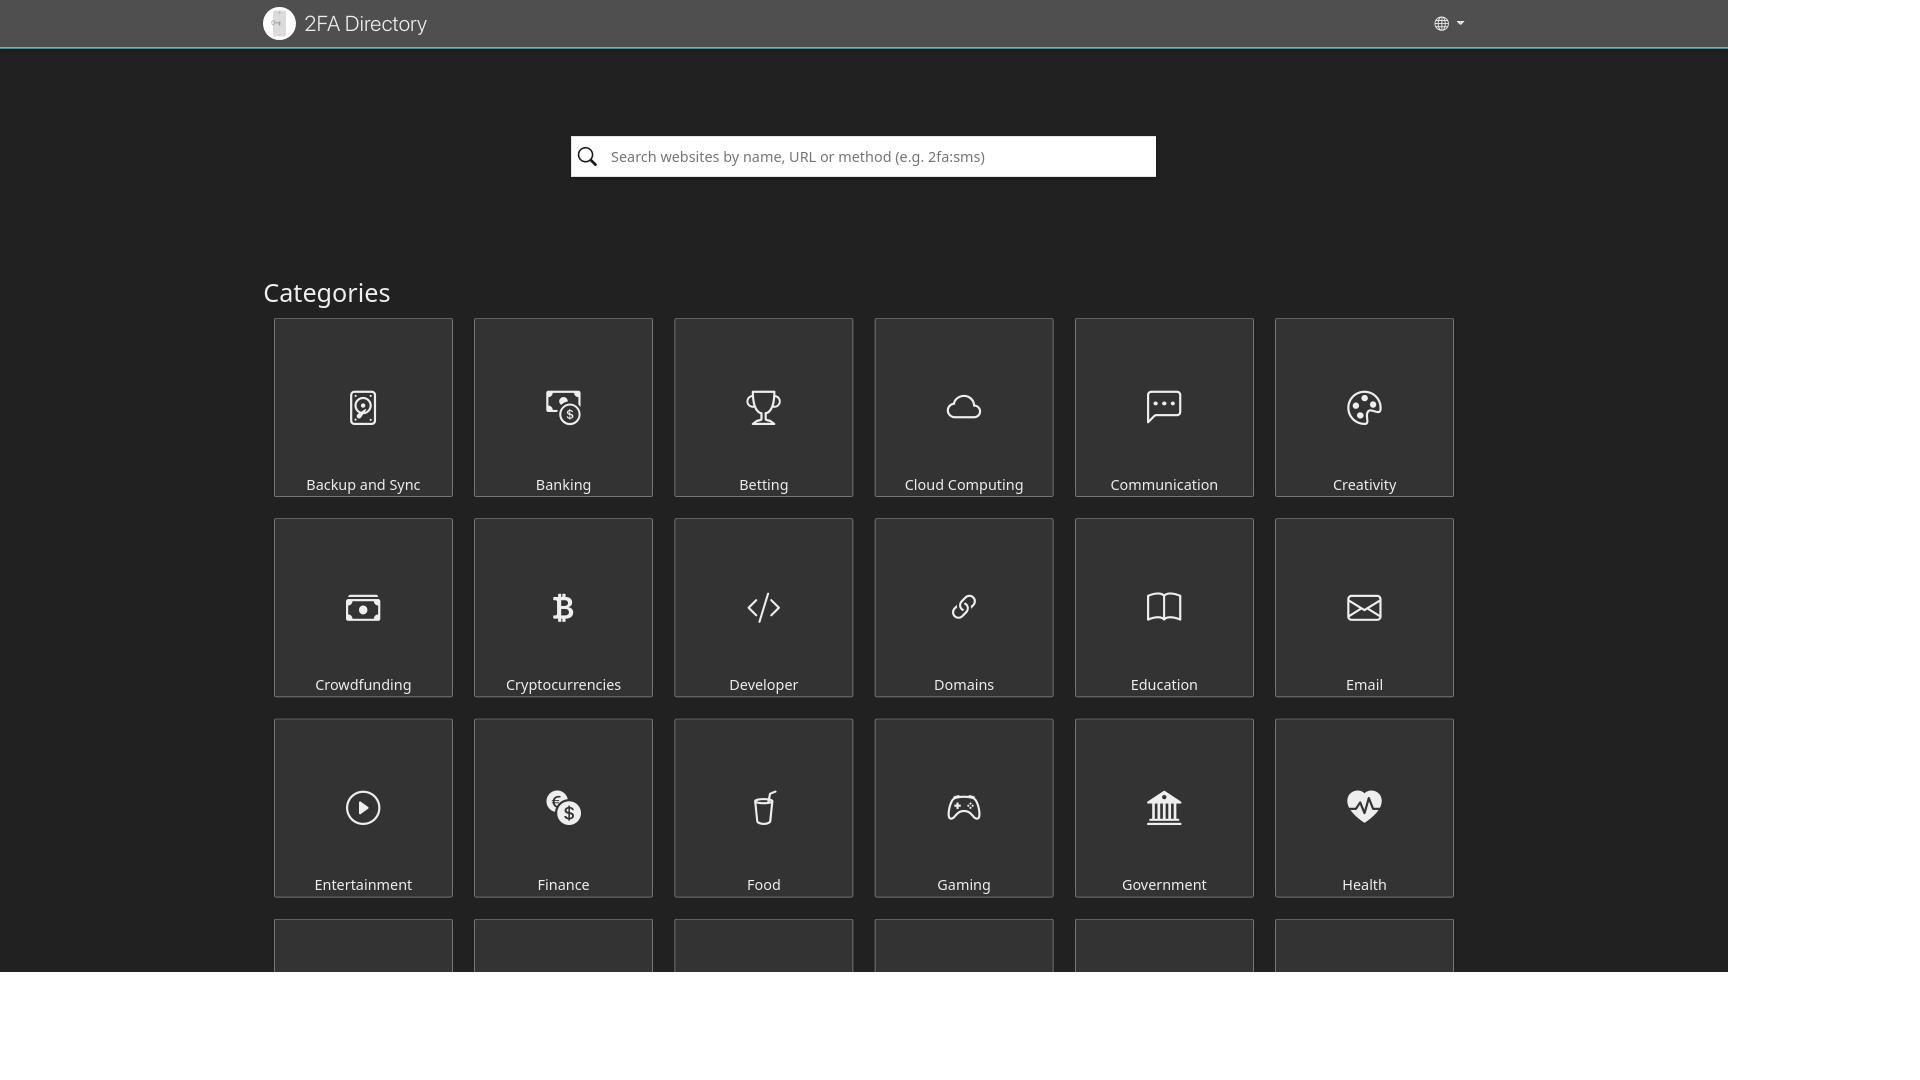 2FA Directory
Search websites by name, URL or method (e.g. 2fa:sms)
Categories
Backup and Sync
Banking
Betting
Cloud Computing
Communication
Creativity
Crowdfunding
Cryptocurrencies
Developer
Domains
Education
Email
Entertainment
Finance
Food
Gaming
Government
Health